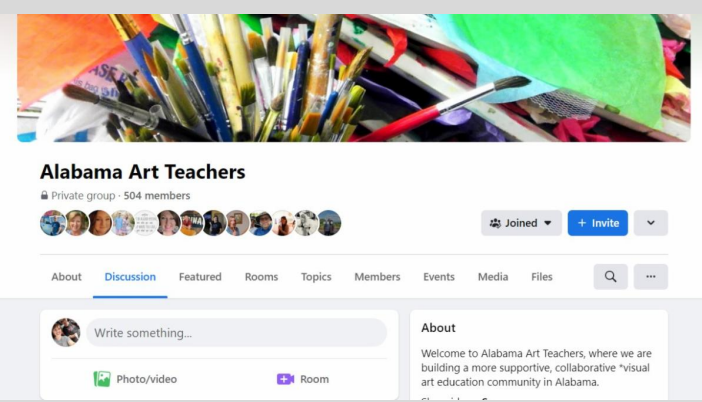 Alabama Art Teachers
Private group · 504 members
Joined
+ Invite
About
Discussion
Featured
Rooms
Topics
Members
Events
Media
Files
Write something...
Photo/video
Room
About
Welcome to Alabama Art Teachers, where we are
building a more supportive, collaborative *visual
art education community in Alabama.